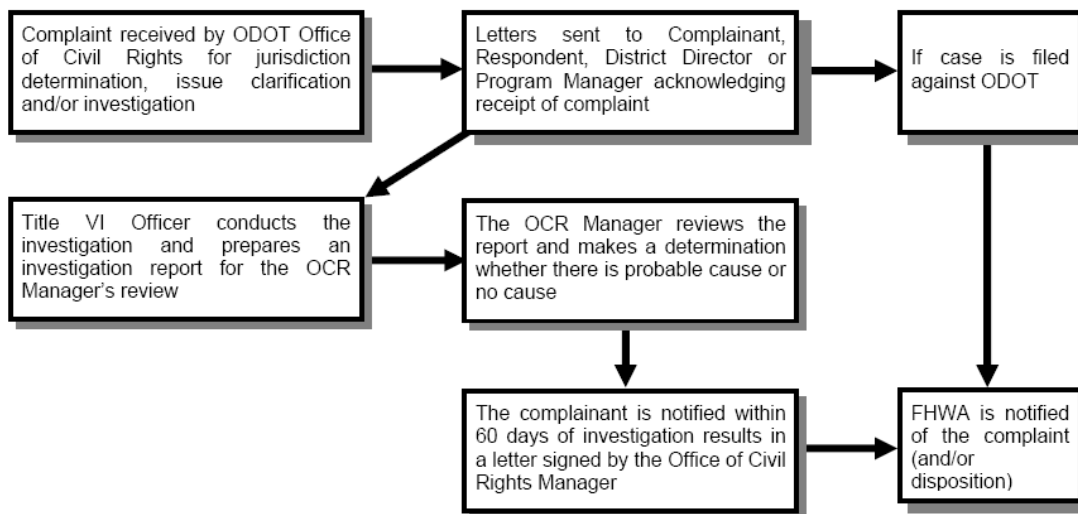 Complaint received by ODOT Office
of Civil Rights for jurisdiction
determination, issue clarification
and/or investigation
Letters sent to Complainant,
Respondent, District Director or
Program Manager acknowledging
receipt of complaint
If case is filed
against ODOT
Title VI Officer conducts the
investigation and prepares an
investigation report for the OCR
Manager's review
The OCR Manager reviews the
report and makes a determination
whether there is probable cause or
no cause
The complainant is notified within
60 days of investigation results in
a letter signed by the Office of Civil
Rights Manager
FHWA is notified
of the complaint
(and/or
disposition)